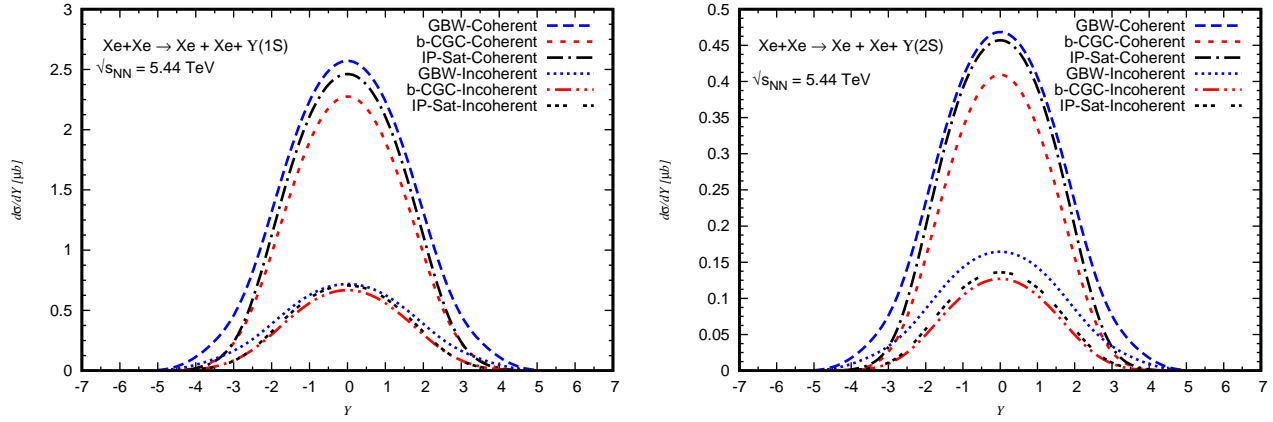 3
2.5
2
1.5
1
0.5
0
-7 -6 -5 -4 -3 -2 -1 0 1 2 3 4 5 6 7
dσ/dY [μb]
Y
Xe+Xe → Xe + Xe+ ϒ(1S)
√sNN = 5.44 TeV
GBW-Coherent
b-CGC-Coherent
IP-Sat-Coherent
GBW-Incoherent
b-CGC-Incoherent
IP-Sat-Incoherent
0.5
0.45
0.4
0.35
0.3
0.25
0.2
0.15
0.1
0.05
0
-7 -6 -5 -4 -3 -2 -1 0 1 2 3 4 5 6 7
dσ/dY [μb]
Y
Xe+Xe → Xe + Xe+ ϒ(2S)
√sNN = 5.44 TeV
GBW-Coherent
b-CGC-Coherent
IP-Sat-Coherent
GBW-Incoherent
b-CGC-Incoherent
IP-Sat-Incoherent